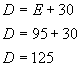 D = E + 30
D = 95 + 30
D = 125